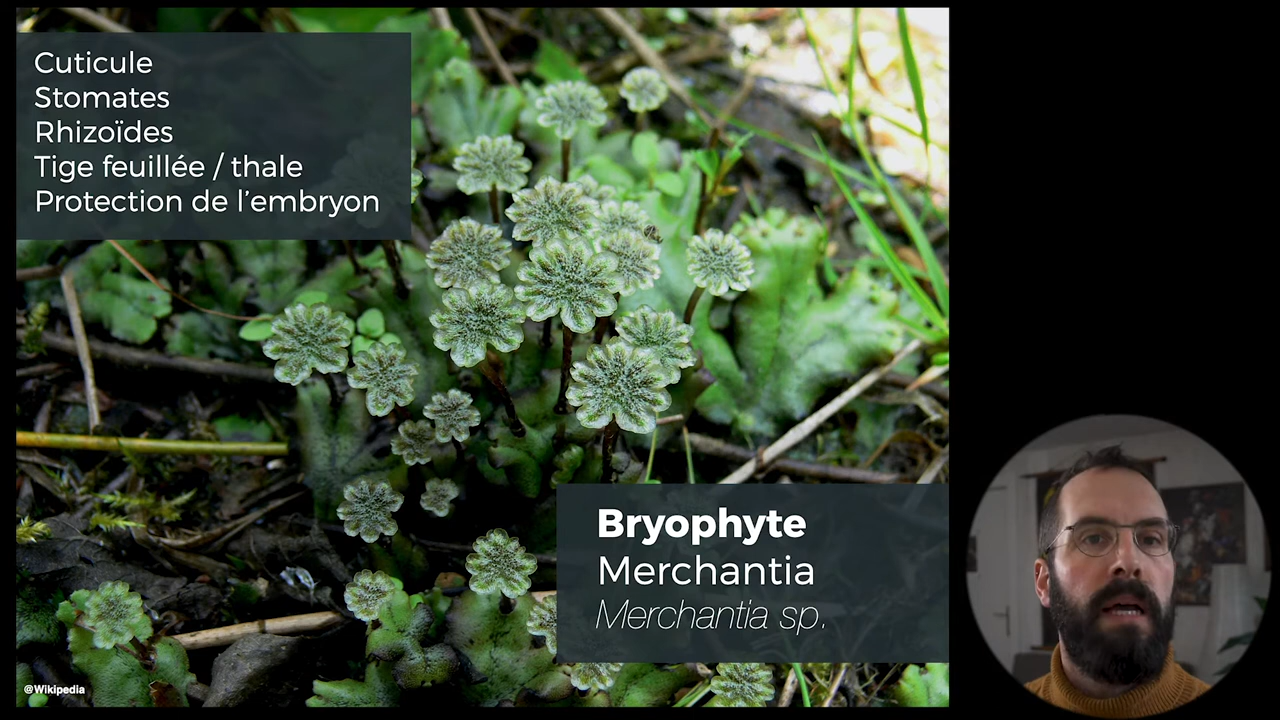 Cuticule
Stomates
Rhizoïdes
Tige feuillée / thale
Protection de l'embryon
Bryophyte
Merchantia
Merchantia sp.
@Wikipedia